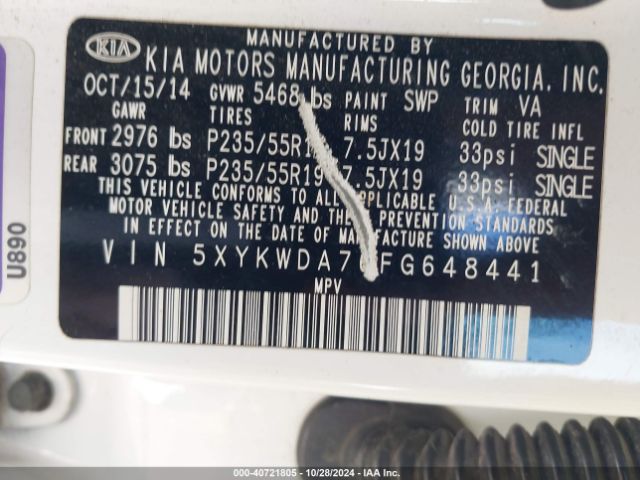 MANUFACTURED BY
KIA KIA MOTORS MANUFACTURING GEORGIA, INC.
OCT/15/14 GVWR 5468 lbs PAINT SWP TRIM VA
GAWR TIRES RIMS COLD TIRE INFL
FRONT 2976 lbs P235/55R19 7.5JX19 33psi SINGLE
REAR 3075 lbs P235/55R19 7.5JX19 33psi SINGLE
THIS VEHICLE CONFORMS TO ALL APPLICABLE U.S.A. FEDERAL
MOTOR VEHICLE SAFETY AND THEFT PREVENTION STANDARDS
IN EFFECT ON THE DATE OF MANUFACTURE SHOWN ABOVE.
VIN
MPV
U890
000-40721805 - 10/28/2024 - IAA Inc.